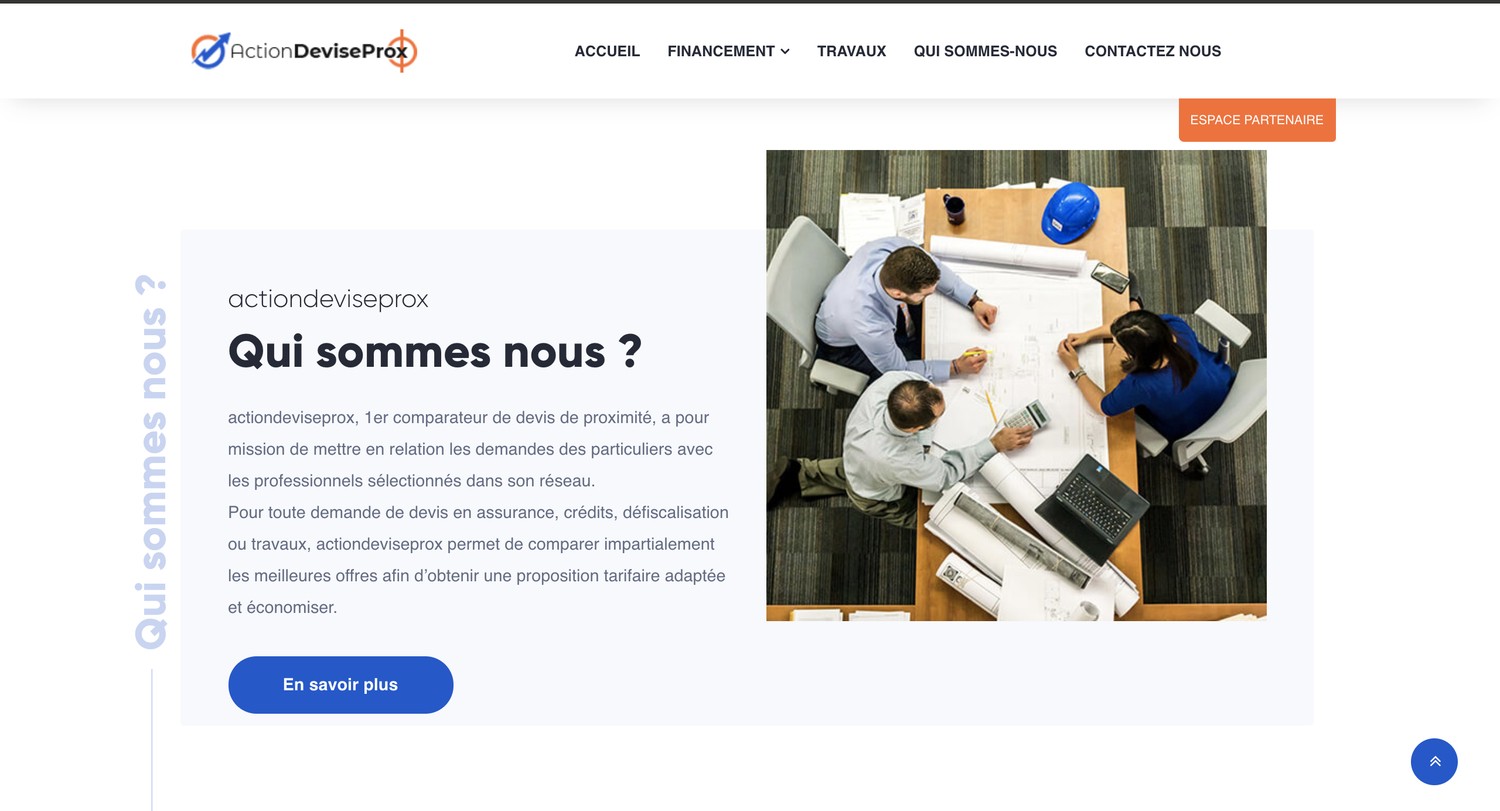 ActionDeviseProx
ACCUEIL
FINANCEMENT
TRAVAUX
QUI SOMMES-NOUS
CONTACTEZ NOUS
ESPACE PARTENAIRE
Qui sommes nous ?
actiondeviseprox
Qui sommes nous ?
actiondeviseprox, 1er comparateur de devis de proximité, a pour
mission de mettre en relation les demandes des particuliers avec
les professionnels sélectionnés dans son réseau.
Pour toute demande de devis en assurance, crédits, défiscalisation
ou travaux, actiondeviseprox permet de comparer impartialement
les meilleures offres afin d’obtenir une proposition tarifaire adaptée
et économiser.
En savoir plus